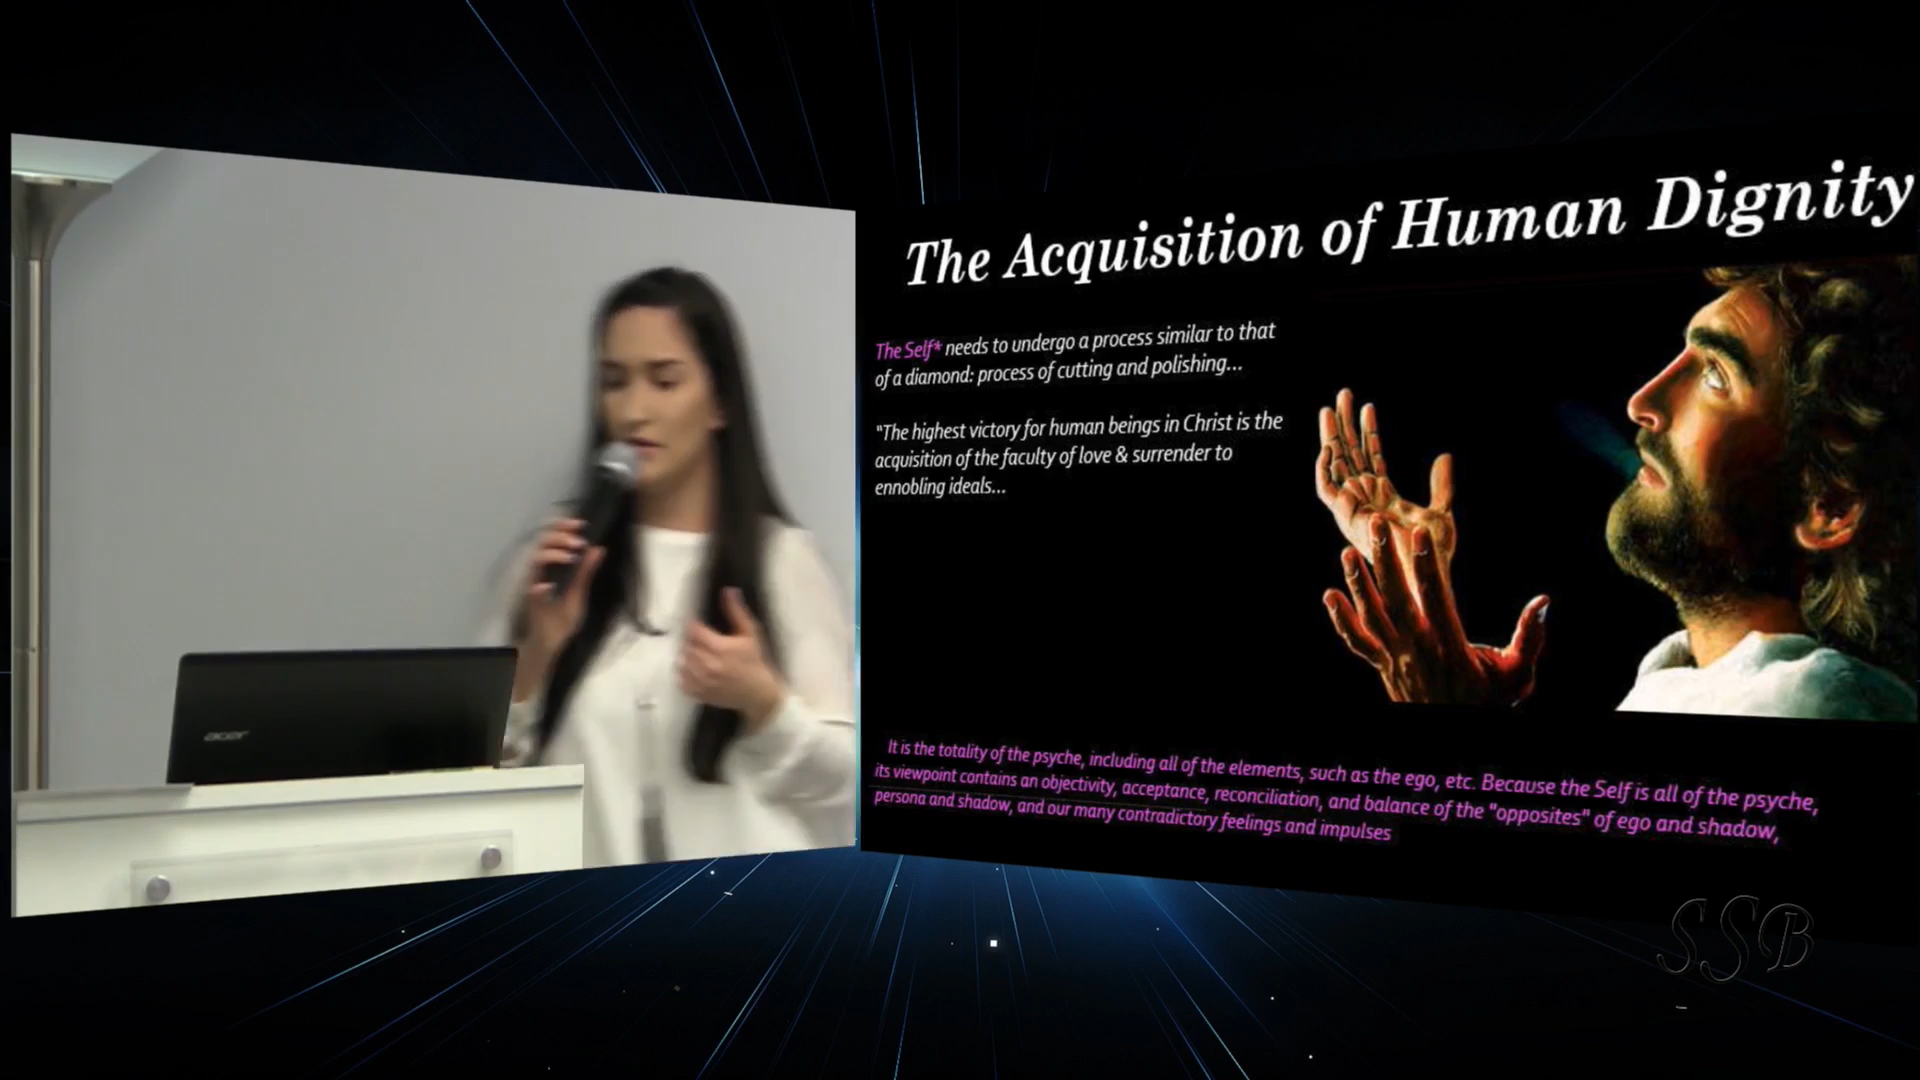 The Acquisition of Human Dignity
The Self* needs to undergo a process similar to that
of a diamond: process of cutting and polishing...
"The highest victory for human beings in Christ is the
acquisition of the faculty of love & surrender to
ennobling ideals...
acer
It is the totality of the psyche, including all of the elements, such as the ego, etc. Because the Self is all of the psyche,
its viewpoint contains an objectivity, acceptance, reconciliation, and balance of the "opposites" of ego and shadow,
persona and shadow, and our many contradictory feelings and impulses
SSB